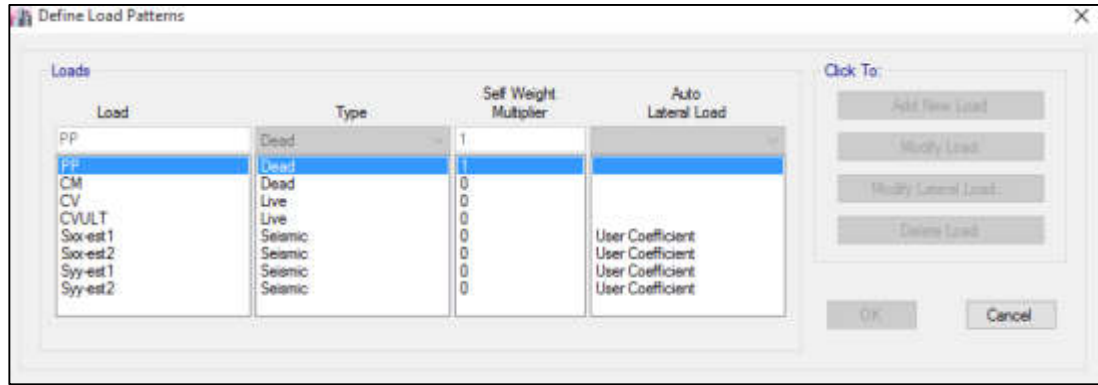 Define Load Patterns
Loads
Click To:
Load Type Self Weight Multiplier Auto Lateral Load
PP Dead 1
PP Dead 1
CM Dead 0
CV Live 0
CVULT Live 0
Sxx-est1 Seismic 0 User Coefficient
Sxx-est2 Seismic 0 User Coefficient
Syy-est1 Seismic 0 User Coefficient
Syy-est2 Seismic 0 User Coefficient
Add New Load
Modify Load
Modify Lateral Load...
Delete Load
OK
Cancel